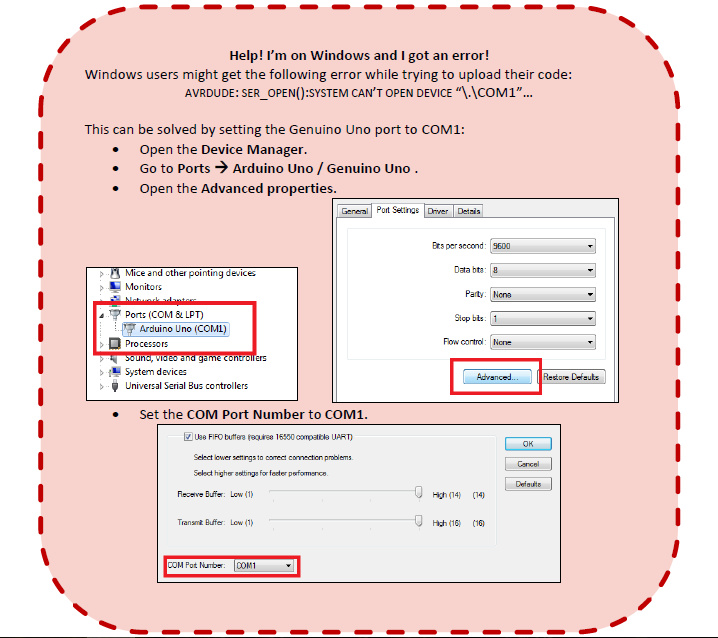 Help! I'm on Windows and I got an error!
Windows users might get the following error while trying to upload their code:
AVRDUDE: SER_OPEN():SYSTEM CAN'T OPEN DEVICE "\.\COM1"…
This can be solved by setting the Genuino Uno port to COM1:
• Open the Device Manager.
• Go to Ports → Arduino Uno / Genuino Uno .
• Open the Advanced properties.
General Port Settings Driver Details
Bits per second: 9600
Data bits: 8
Parity: None
Stop bits: 1
Flow control: None
Advanced... Restore Defaults
Mice and other pointing devices
Monitors
Network adapters
Ports (COM & LPT)
Arduino Uno (COM1)
Processors
Sound, video and game controllers
System devices
Universal Serial Bus controllers
• Set the COM Port Number to COM1.
Use FIFO buffers (requires 16550 compatible UART)
OK
Select lower settings to correct connection problems.
Cancel
Select higher settings for faster performance.
Defaults
Receive Buffer: Low (1) High (14) (14)
Transmit Buffer: Low (1) High (16) (16)
COM Port Number: COM1